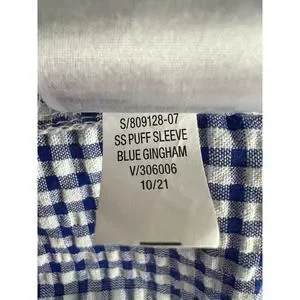 S/809128-07
SS PUFF SLEEVE
BLUE GINGHAM
V/306006
10/21